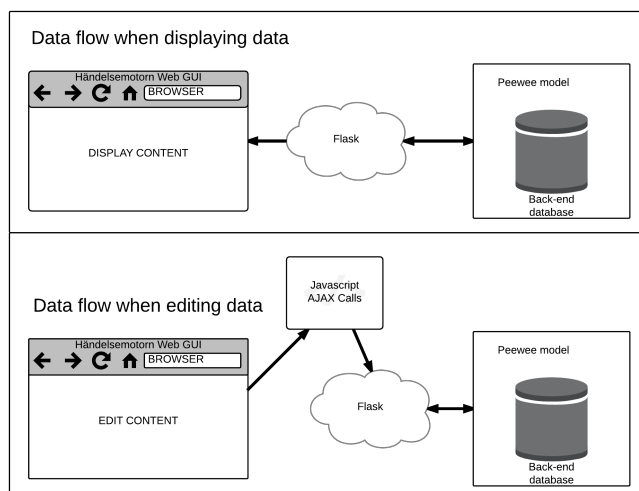 Data flow when displaying data
Händelsemotorn Web GUI
BROWSER
DISPLAY CONTENT
Flask
Peewee model
Back-end
database
Data flow when editing data
Javascript
AJAX Calls
Händelsemotorn Web GUI
BROWSER
EDIT CONTENT
Flask
Peewee model
Back-end
database